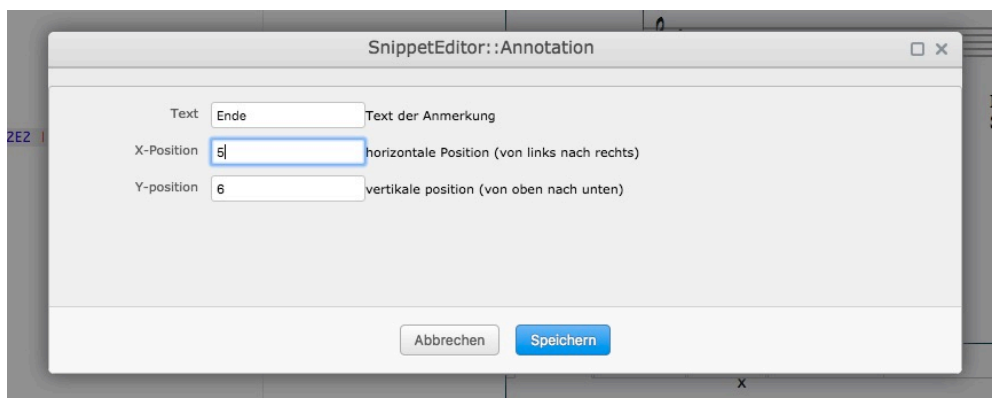 SnippetEditor::Annotation
Text Ende Text der Anmerkung
2E2 |
X-Position 5 horizontale Position (von links nach rechts)
Y-position 6 vertikale position (von oben nach unten)
Abbrechen Speichern
x